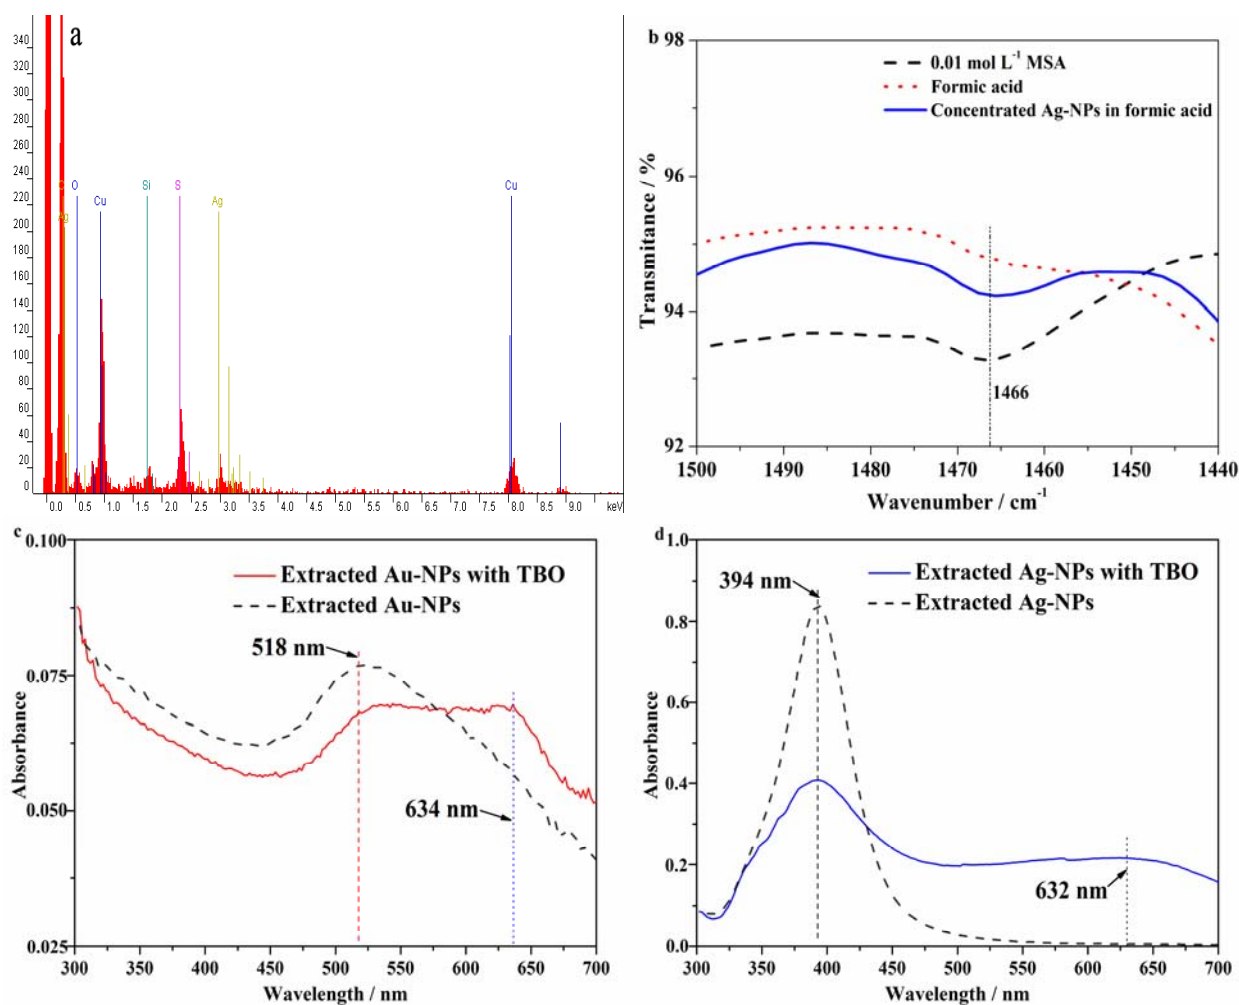 a
340
300
260
220
200
180
160
140
120
100
80
60
40
20
0
C
Ag
O
Cu
Si
S
Ag
Cu
0.0 0.5 1.0 1.5 2.0 2.5 3.0 3.5 4.0 4.5 5.0 5.5 6.0 6.5 7.0 7.5 8.0 8.5 9.0 keV
b
98
96
94
92
Transmitance / %
0.01 mol L⁻¹ MSA
Formic acid
Concentrated Ag-NPs in formic acid
1466
1500 1490 1480 1470 1460 1450 1440
Wavenumber / cm⁻¹
c
0.100
0.075
0.050
0.025
Absorbance
Extracted Au-NPs with TBO
Extracted Au-NPs
518 nm
634 nm
300 350 400 450 500 550 600 650 700
Wavelength / nm
d
1.0
0.8
0.6
0.4
0.2
0.0
Absorbance
394 nm
Extracted Ag-NPs with TBO
Extracted Ag-NPs
632 nm
300 350 400 450 500 550 600 650 700
Wavelength / nm